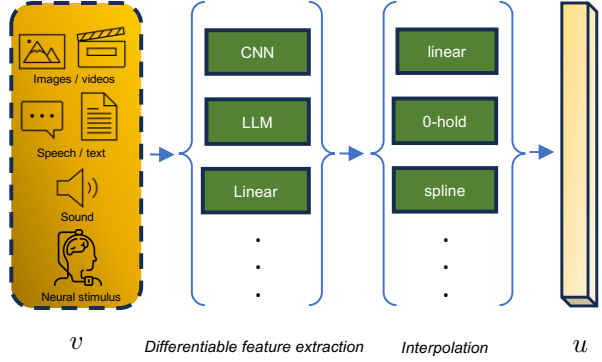 Images / videos
Speech / text
Sound
Neural stimulus
CNN
LLM
Linear
linear
0-hold
spline
v
Differentiable feature extraction
Interpolation
u